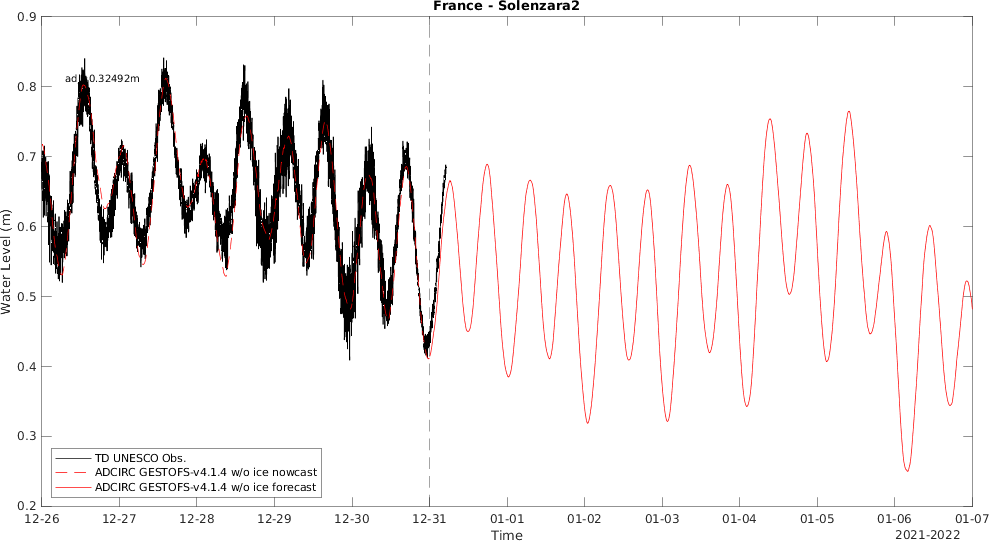 France - Solenzara2
0.9
0.8
0.7
0.6
0.5
0.4
0.3
0.2
Water Level (m)
0.32492m
TD UNESCO Obs.
ADCIRC GESTOFS-v4.1.4 w/o ice nowcast
ADCIRC GESTOFS-v4.1.4 w/o ice forecast
12-26 12-27 12-28 12-29 12-30 12-31 01-01 01-02 01-03 01-04 01-05 01-06 01-07
Time
2021-2022